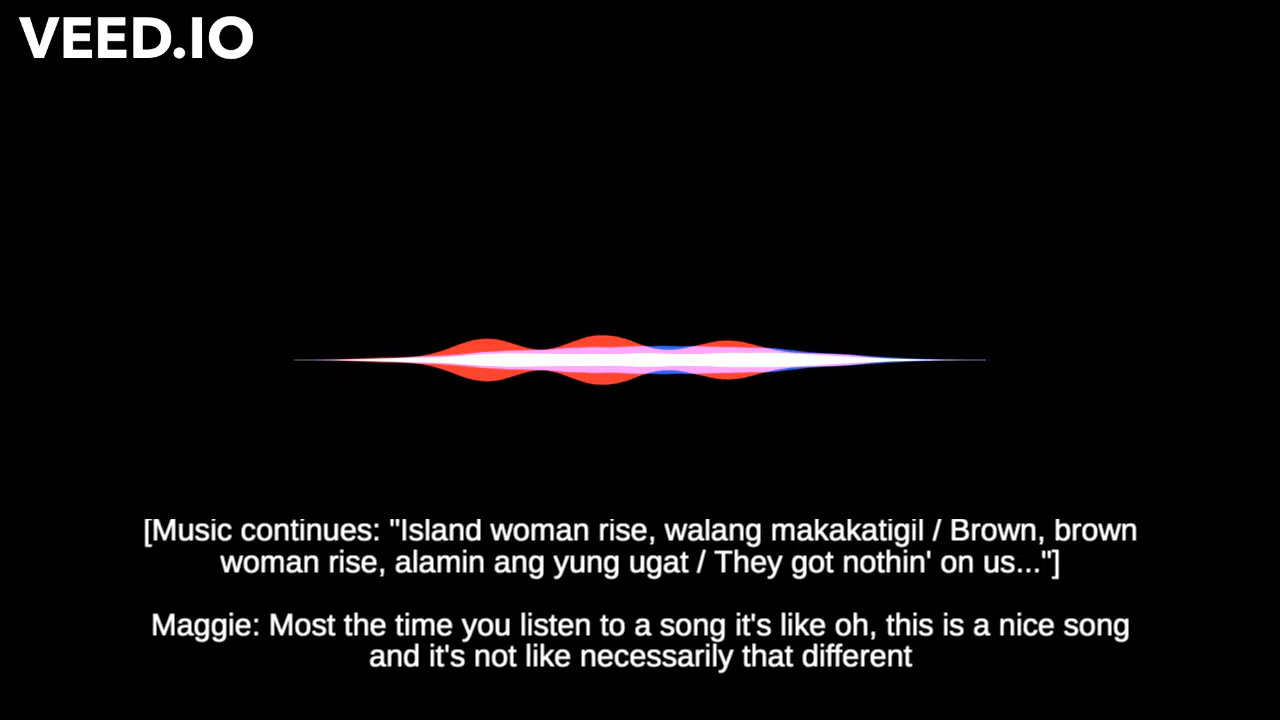 VEED.IO
[Music continues: "Island woman rise, walang makakatigil / Brown, brown
woman rise, alamin ang yung ugat / They got nothin' on us..."]
Maggie: Most the time you listen to a song it's like oh, this is a nice song
and it's not like necessarily that different